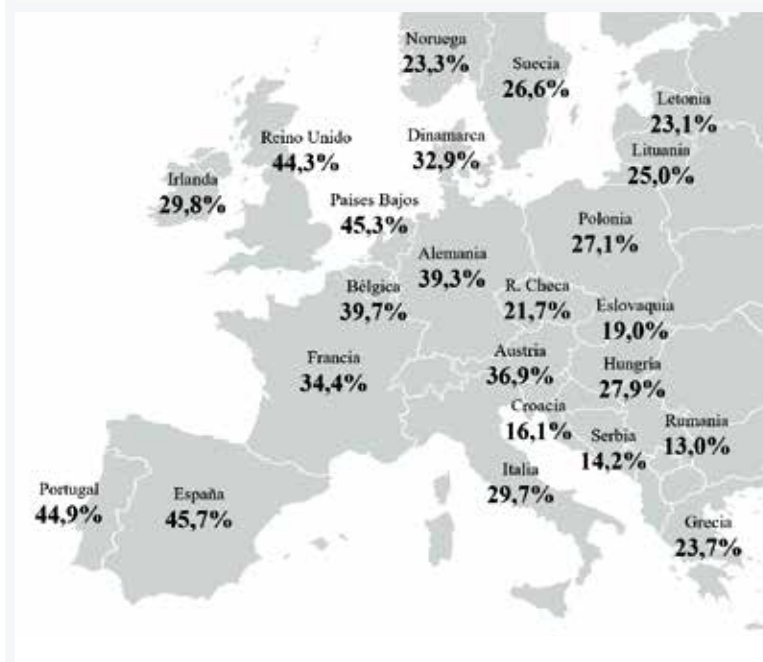 Noruega
23,3%
Suecia
26,6%
Letonia
23,1%
Reino Unido
44,3%
Dinamarca
32,9%
Lituania
25,0%
Irlanda
29,8%
Paises Bajos
45,3%
Polonia
27,1%
Alemania
39,3%
Bélgica
39,7%
R. Checa
21,7%
Eslovaquia
19,0%
Francia
34,4%
Austria
36,9%
Hungría
27,9%
Croacia
16,1%
Serbia
14,2%
Rumania
13,0%
Italia
29,7%
Portugal
44,9%
España
45,7%
Grecia
23,7%